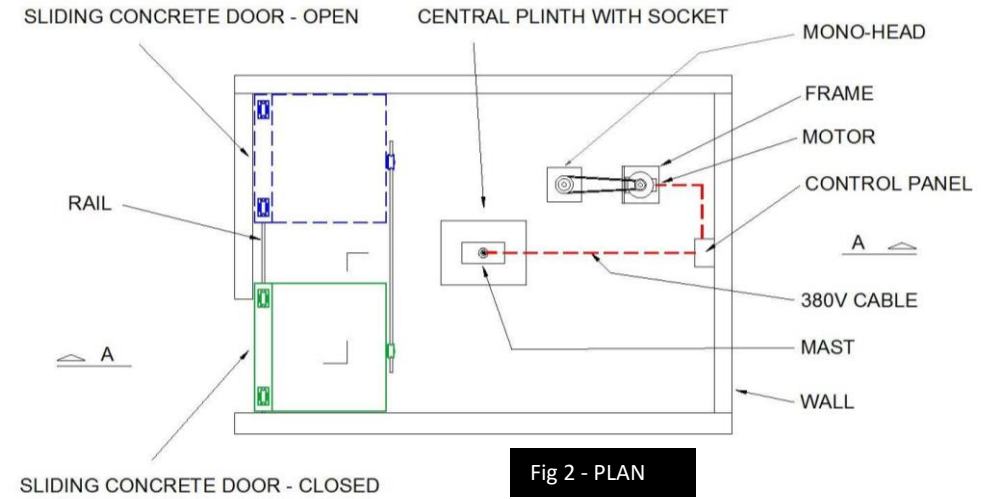 SLIDING CONCRETE DOOR - OPEN
CENTRAL PLINTH WITH SOCKET
MONO-HEAD
FRAME
MOTOR
CONTROL PANEL
RAIL
A
380V CABLE
A
MAST
WALL
Fig 2 - PLAN
SLIDING CONCRETE DOOR - CLOSED